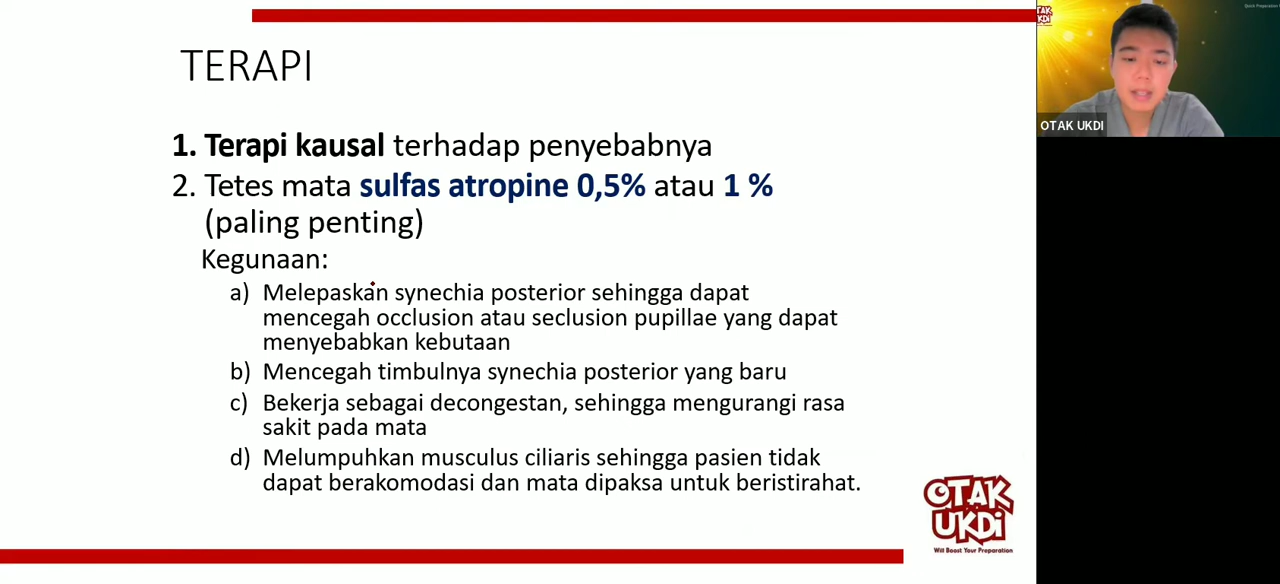 TERAPI
1. Terapi kausal terhadap penyebabnya
2. Tetes mata sulfas atropine 0,5% atau 1 %
(paling penting)
Kegunaan:
a) Melepaskan synechia posterior sehingga dapat
mencegah occlusion atau seclusion pupillae yang dapat
menyebabkan kebutaan
b) Mencegah timbulnya synechia posterior yang baru
c) Bekerja sebagai decongestan, sehingga mengurangi rasa
sakit pada mata
d) Melumpuhkan musculus ciliaris sehingga pasien tidak
dapat berakomodasi dan mata dipaksa untuk beristirahat.
OTAK
UKDI
Will Boost Your Preparation
OTAK UKDI